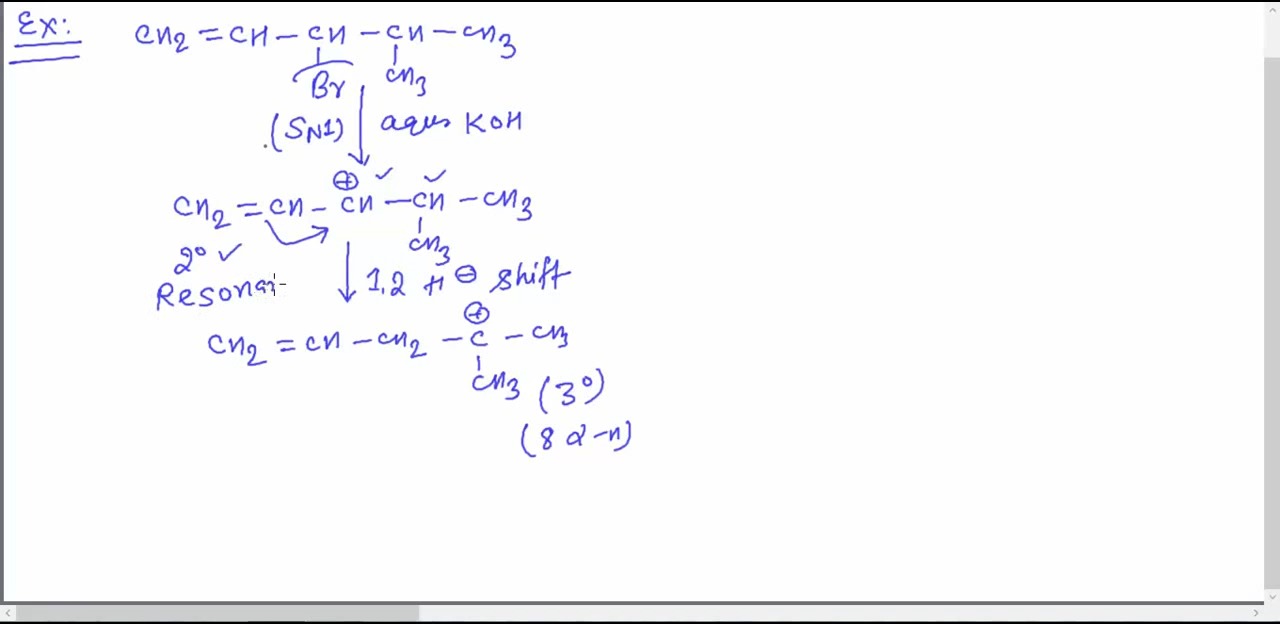 Ex:
CH2 = CH - CH - CH - CH3
Br CH3
(SN1) aqus KOH
⊕ ✓ ✓
CH2 = CH - CH - CH - CH3
CH3
2° ✓
Resonan
1,2 H ⊖ shift
⊕
CH2 = CH - CH2 - C - CH3
CH3 (3°)
(8 α - H)